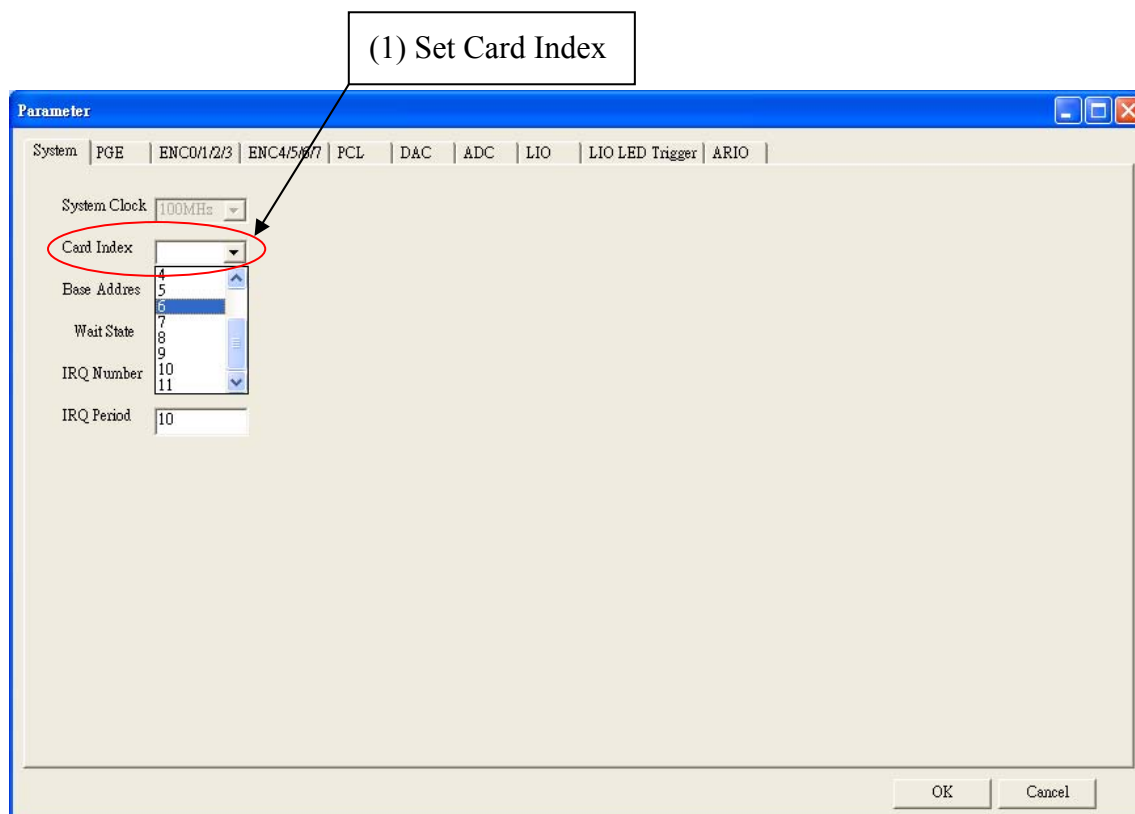 (1) Set Card Index
Parameter
System PGE ENC0/1/2/3 ENC4/5/6/7 PCL DAC ADC LIO LIO LED Trigger ARIO
System Clock 100MHz
Card Index
4
Base Addres 5
6
7
Wait State 8
9
IRQ Number 10
11
IRQ Period 10
OK Cancel